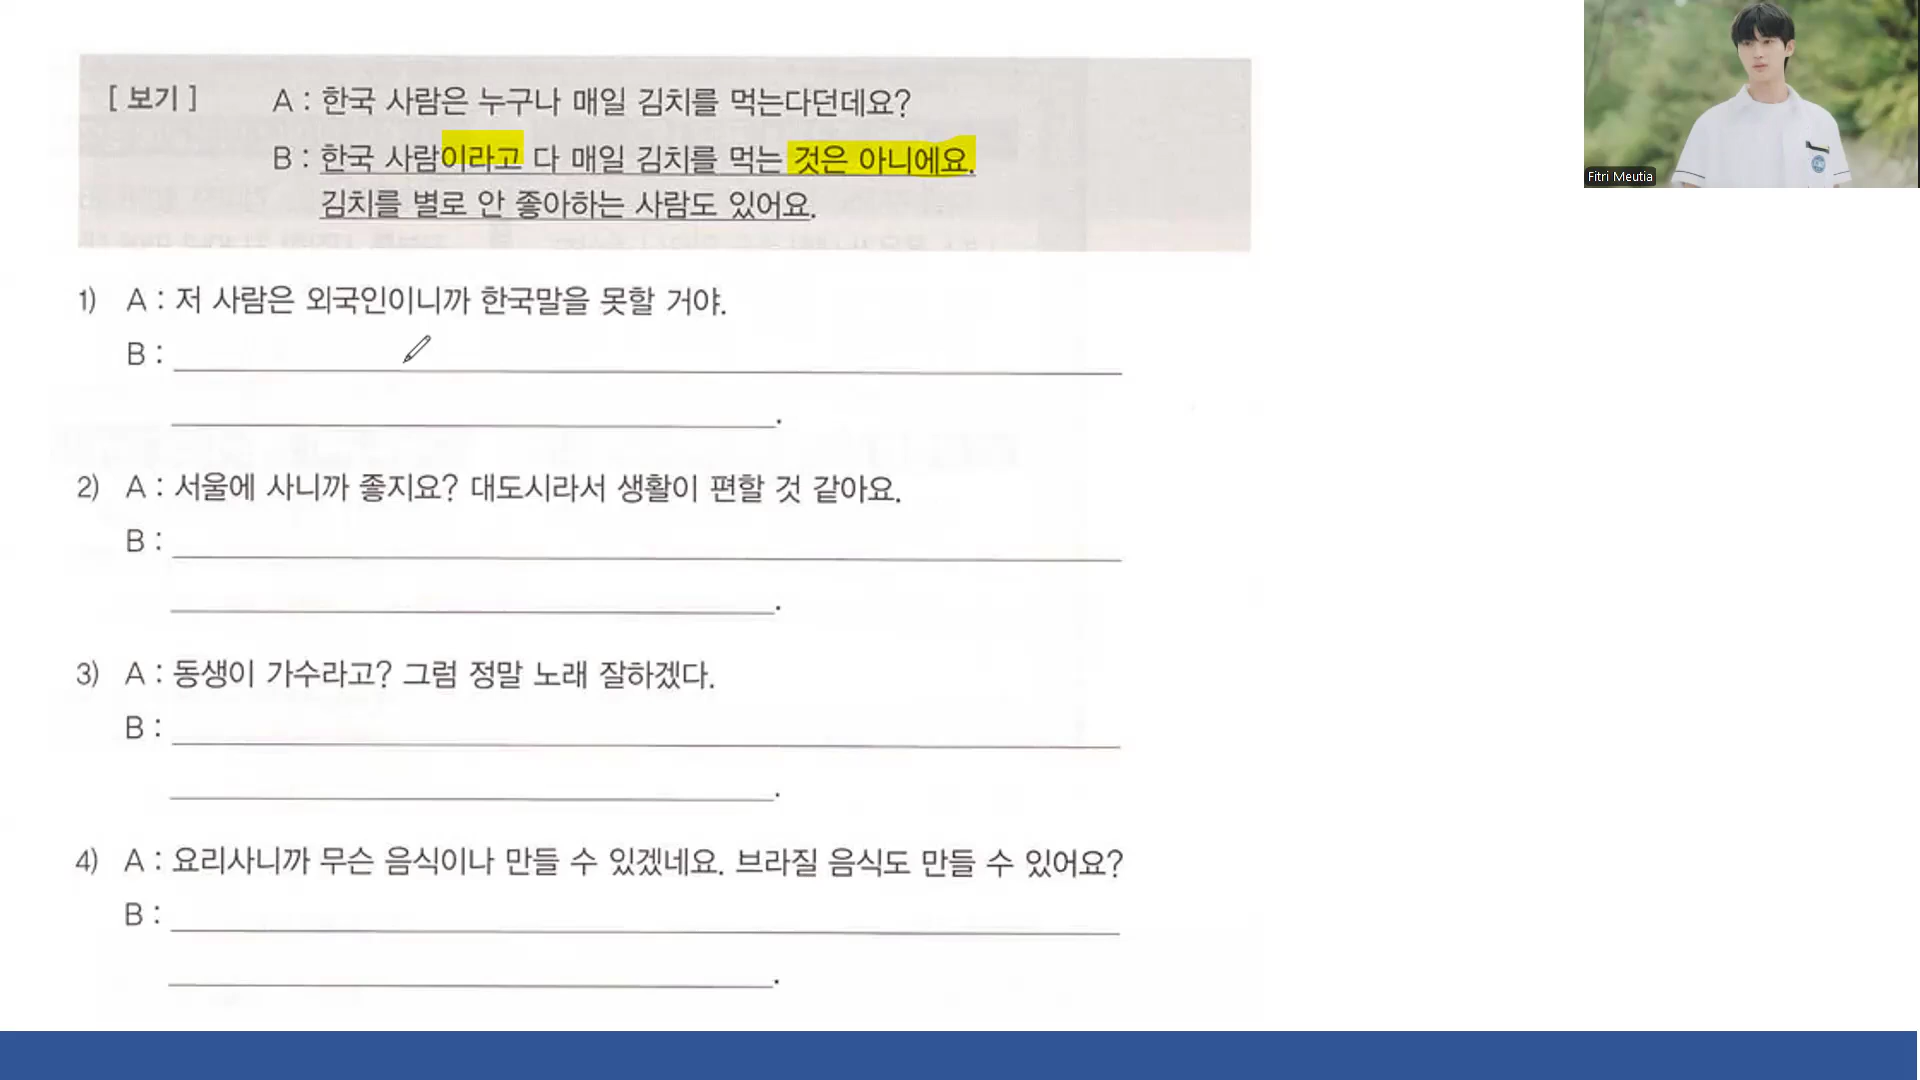 [ 보기 ] A : 한국 사람은 누구나 매일 김치를 먹는다던데요?
B : 한국 사람이라고 다 매일 김치를 먹는 것은 아니에요.
김치를 별로 안 좋아하는 사람도 있어요.
1) A : 저 사람은 외국인이니까 한국말을 못할 거야.
B :
.
2) A : 서울에 사니까 좋지요? 대도시라서 생활이 편할 것 같아요.
B :
.
3) A : 동생이 가수라고? 그럼 정말 노래 잘하겠다.
B :
.
4) A : 요리사니까 무슨 음식이나 만들 수 있겠네요. 브라질 음식도 만들 수 있어요?
B :
.
Fitri Meutia